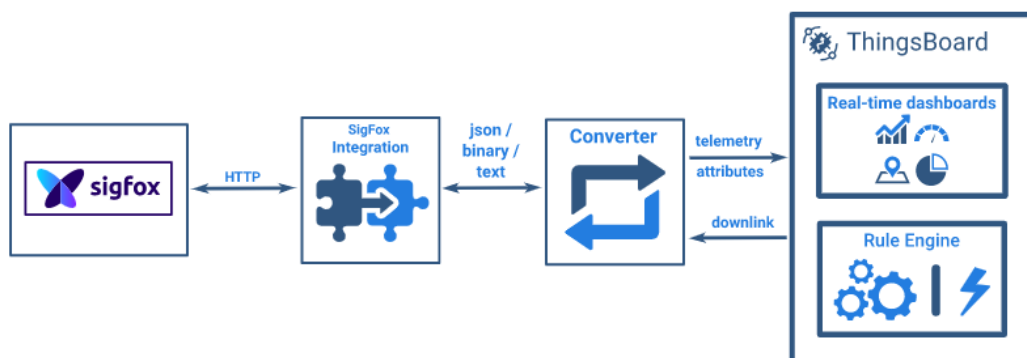 sigfox
HTTP
SigFox
Integration
json /
binary /
text
Converter
telemetry
attributes
downlink
ThingsBoard
Real-time dashboards
Rule Engine